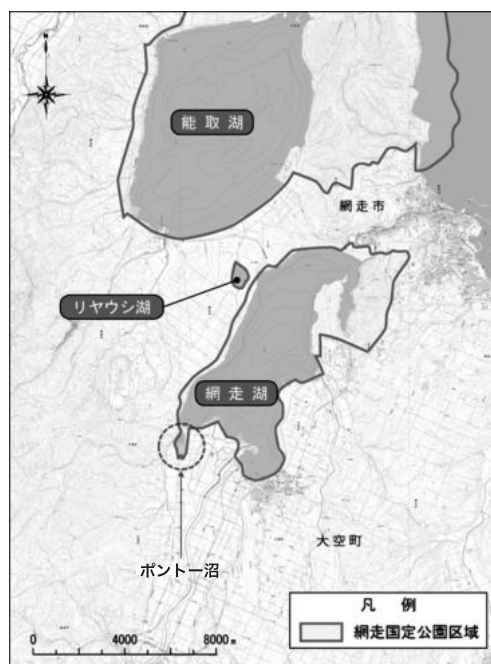 能取湖
網走市
リヤウシ湖
網走湖
大空町
ポントー沼
凡 例
網走国定公園区域
0 4000 8000 m